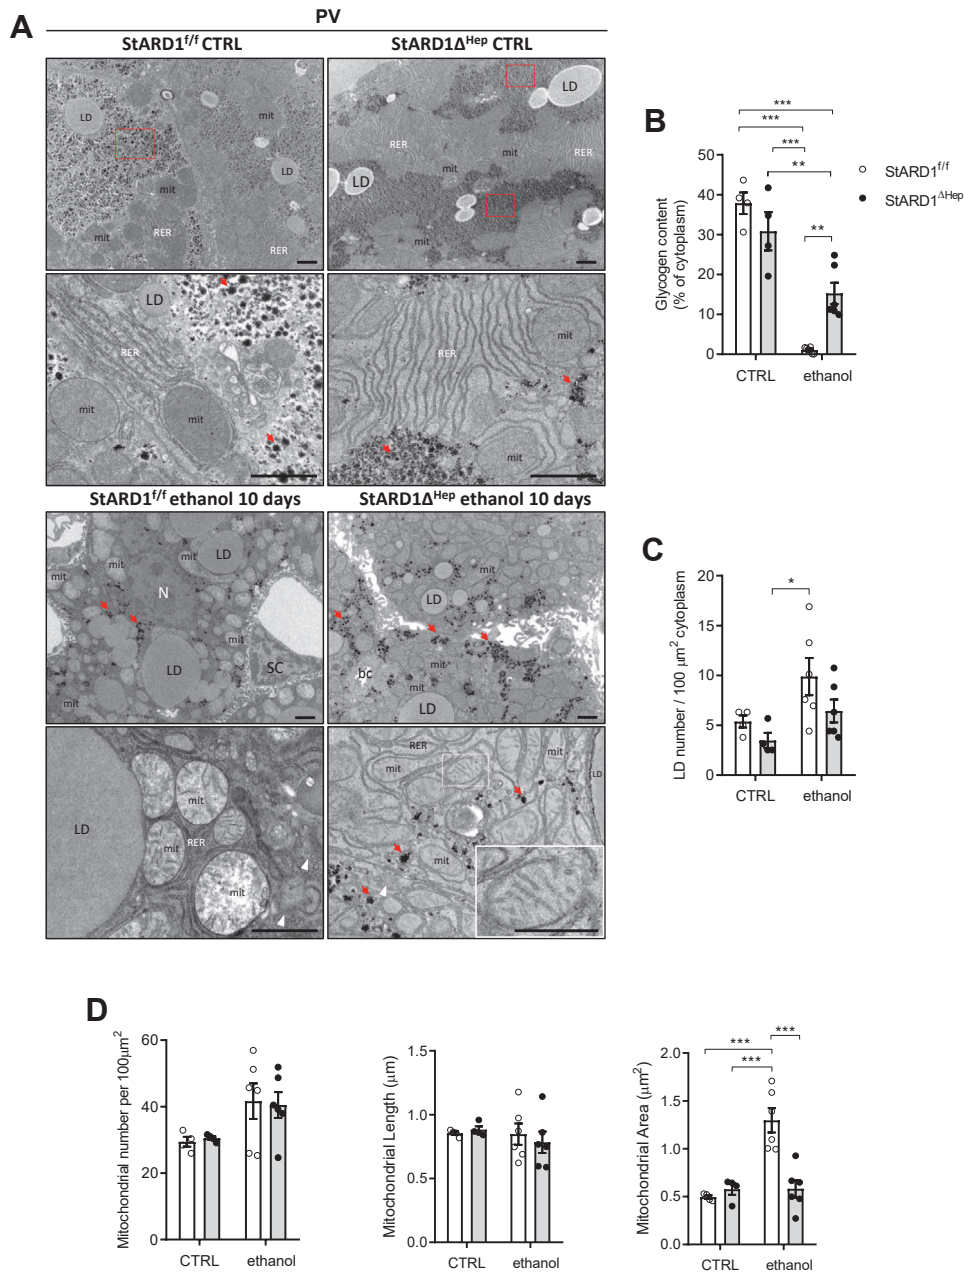 A
PV
StARD1f/f CTRL
StARD1ΔHep CTRL
LD
mit
LD
mit
mit
RER
RER
LD
RER
mit
RER
LD
mit
mit
LD
RER
mit
mit
RER
mit
mit
StARD1f/f ethanol 10 days
StARD1ΔHep ethanol 10 days
mit
mit
LD
N
mit
LD
SC
mit
mit
LD
bc
mit
mit
LD
LD
mit
mit
RER
mit
RER
mit
mit
LD
mit
B
***
***
***
**
**
Glycogen content
(% of cytoplasm)
50
40
30
20
10
0
CTRL
ethanol
StARD1f/f
StARD1ΔHep
C
*
LD number / 100 µm2 cytoplasm
20
15
10
5
0
CTRL
ethanol
D
Mitochondrial number per 100µm2
60
40
20
0
CTRL
ethanol
Mitochondrial Length (µm)
1.5
1.0
0.5
0.0
CTRL
ethanol
***
***
***
Mitochondrial Area (µm2)
2.0
1.5
1.0
0.5
0.0
CTRL
ethanol